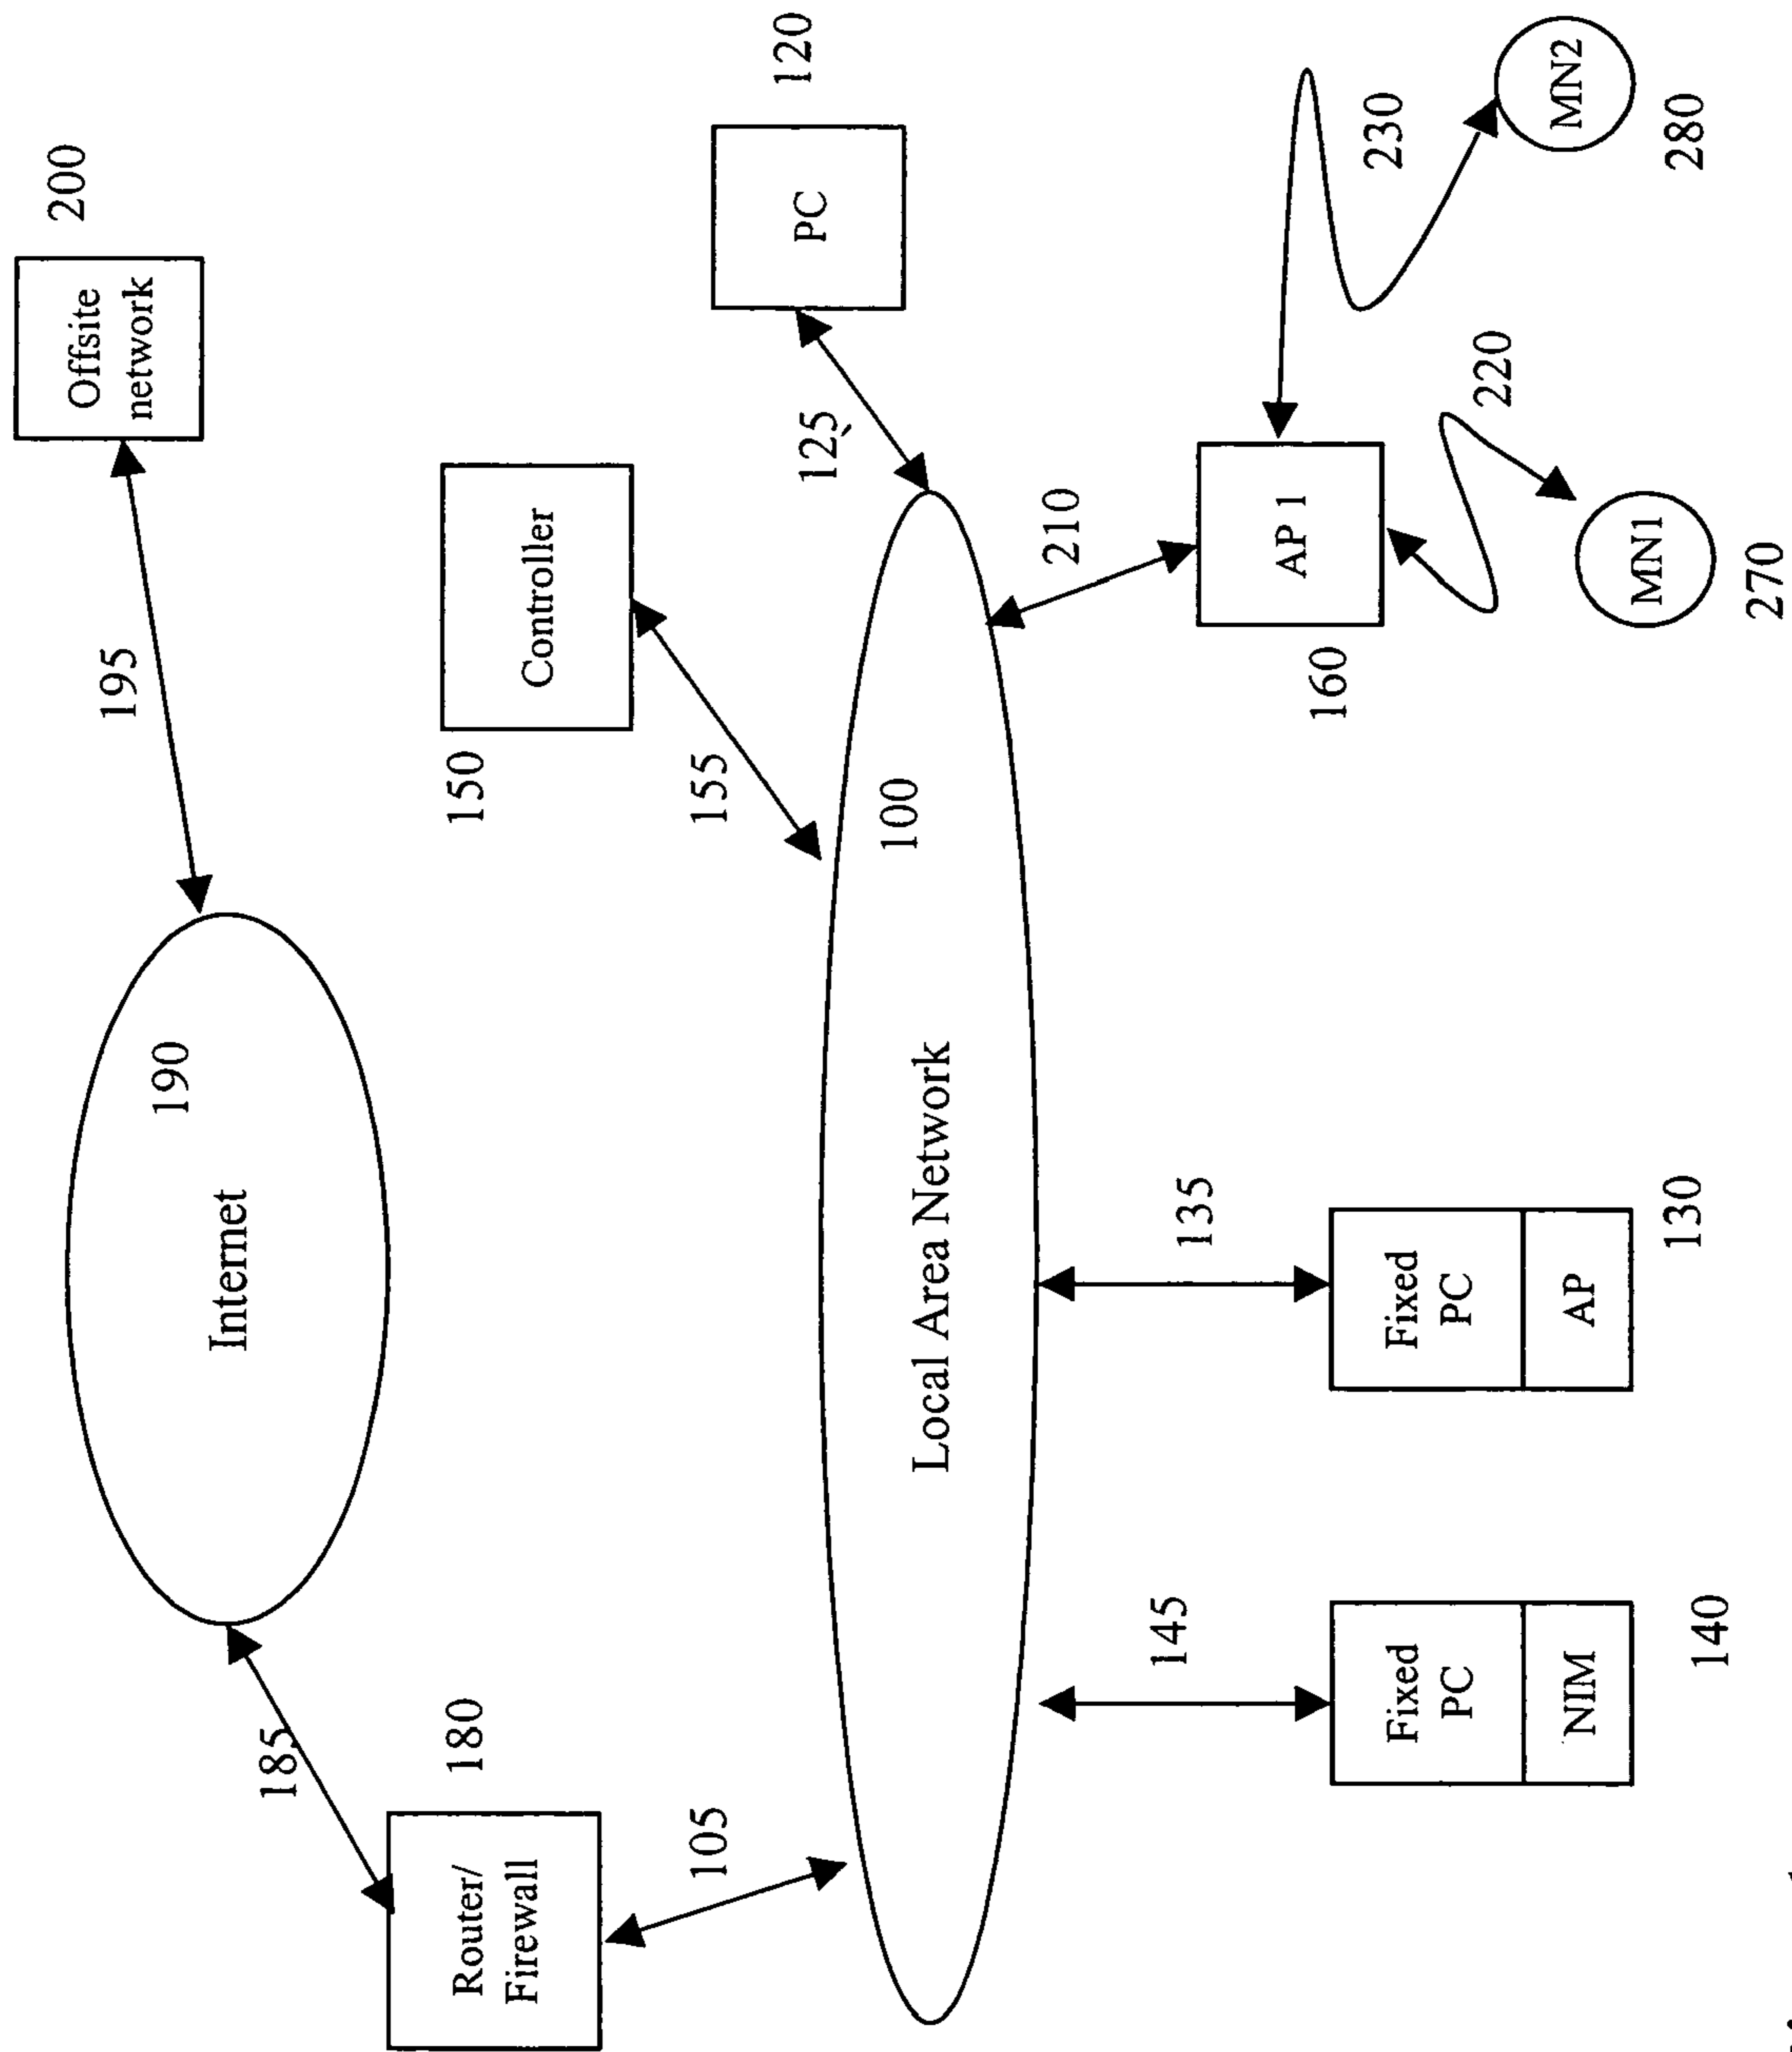 200
Offsite
network
195
190
Internet
185
Router/
Firewall
180
150
Controller
105
155
120
PC
125
100
Local Area Network
210
145
135
160
AP 1
230
220
Fixed
PC
NIM
140
Fixed
PC
AP
130
MN1
270
MN2
280